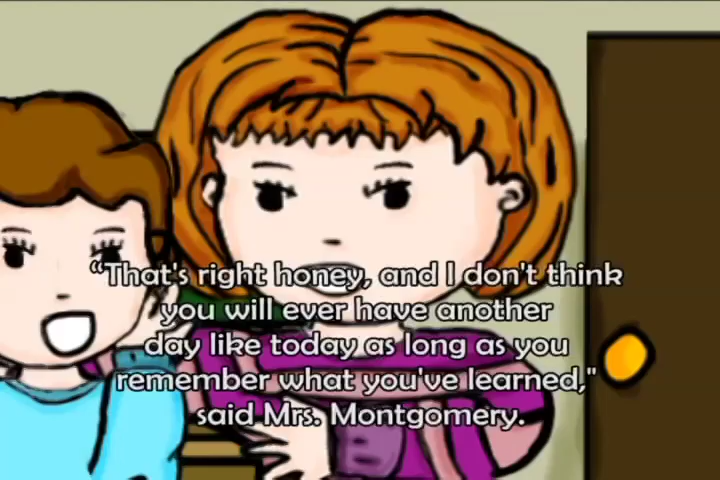 “That's right honey, and I don't think
you will ever have another
day like today as long as you
remember what you've learned,"
said Mrs. Montgomery.